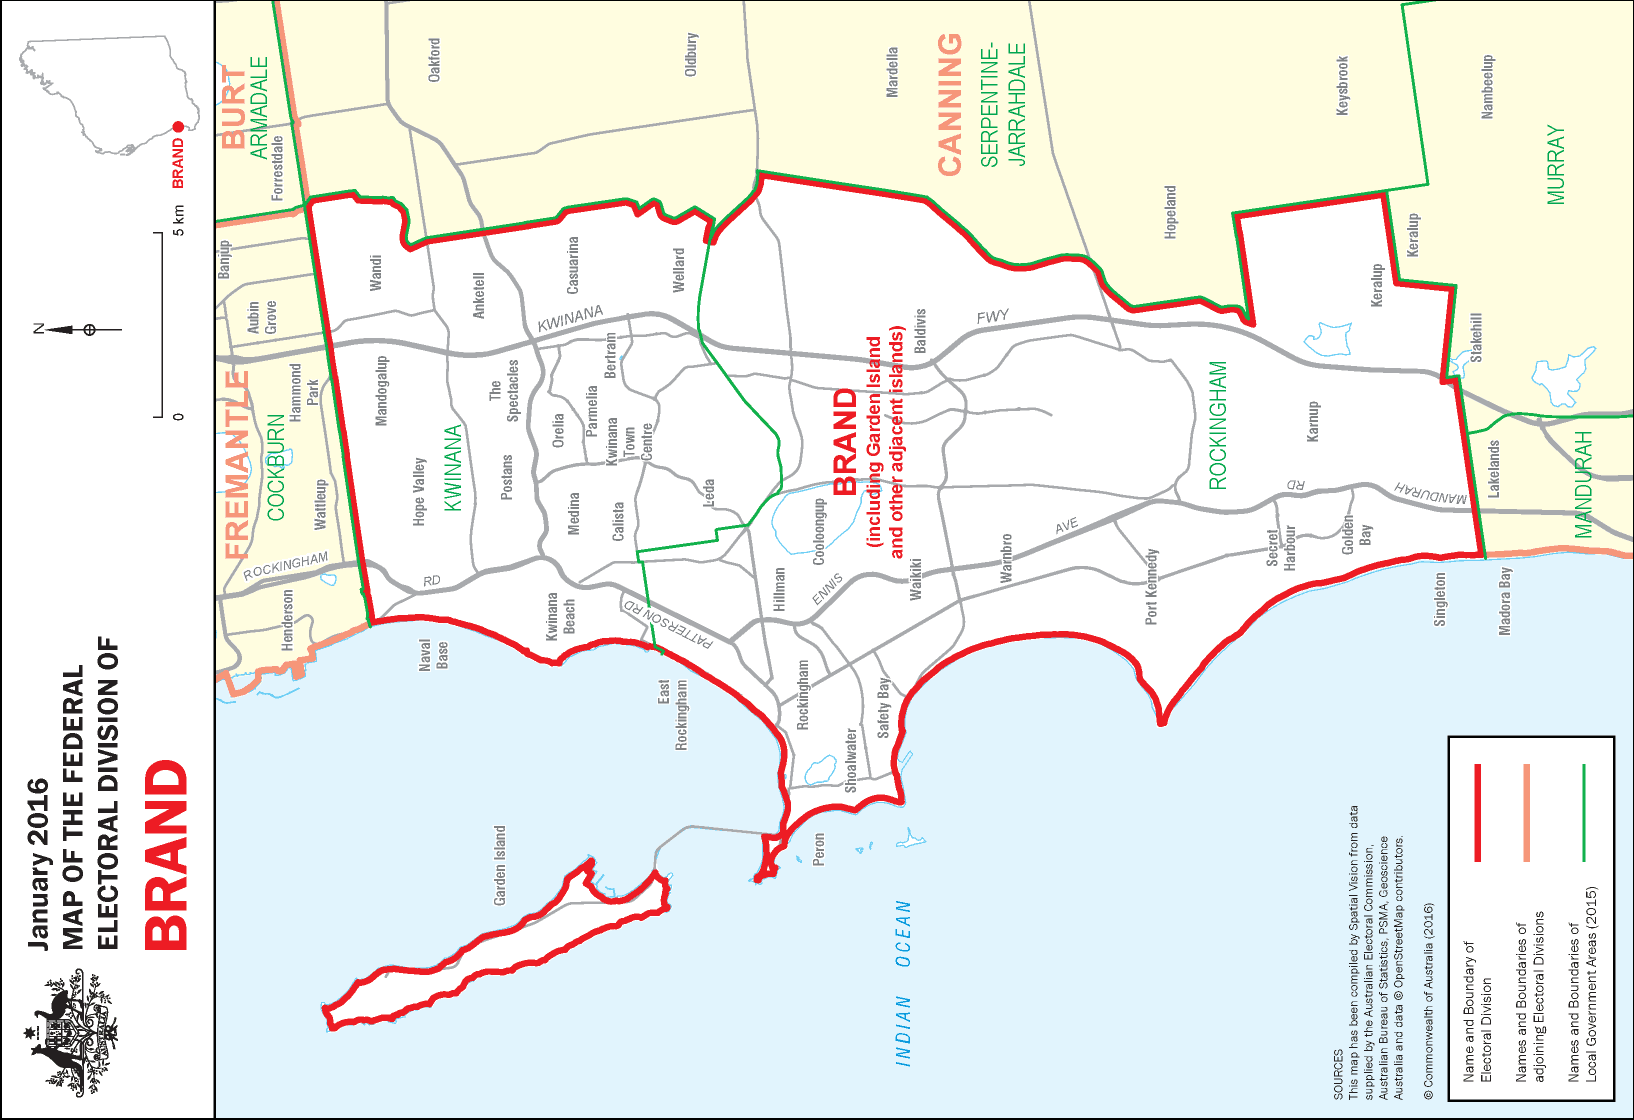 January 2016
MAP OF THE FEDERAL
ELECTORAL DIVISION OF
BRAND
N
0
5 km
BRAND
FREMANTLE
COCKBURN
BURT
ARMADALE
Forrestdale
Banjup
Aubin
Grove
Hammond
Park
Wattleup
Henderson
ROCKINGHAM
RD
Oakford
Oldbury
Mardella
CANNING
SERPENTINE-
JARRAHDALE
Keysbrook
Nambeelup
MURRAY
Hopeland
Wandi
Anketell
Casuarina
Wellard
KWINANA
FWY
Mandogalup
The
Spectacles
Bertram
Parmelia
Orelia
Kwinana
Town
Centre
Hope Valley
KWINANA
Postans
Medina
Calista
Leda
Naval
Base
Kwinana
Beach
PATTERSON RD
East
Rockingham
Baldivis
BRAND
(including Garden Island
and other adjacent islands)
Cooloongup
Hillman
ENNIS
AVE
Waikiki
Warnbro
Rockingham
Safety Bay
Shoalwater
Peron
Garden Island
Port Kennedy
ROCKINGHAM
Karnup
Secret
Harbour
Golden
Bay
MANDURAH
RD
Singleton
Madora Bay
Keralup
Keralup
Stakehill
Lakelands
MANDURAH
INDIAN OCEAN
SOURCES
This map has been compiled by Spatial Vision from data
supplied by the Australian Electoral Commission,
Australian Bureau of Statistics, PSMA, Geoscience
Australia and data © OpenStreetMap contributors.
© Commonwealth of Australia (2016)
Name and Boundary of
Electoral Division
Names and Boundaries of
adjoining Electoral Divisions
Names and Boundaries of
Local Government Areas (2015)